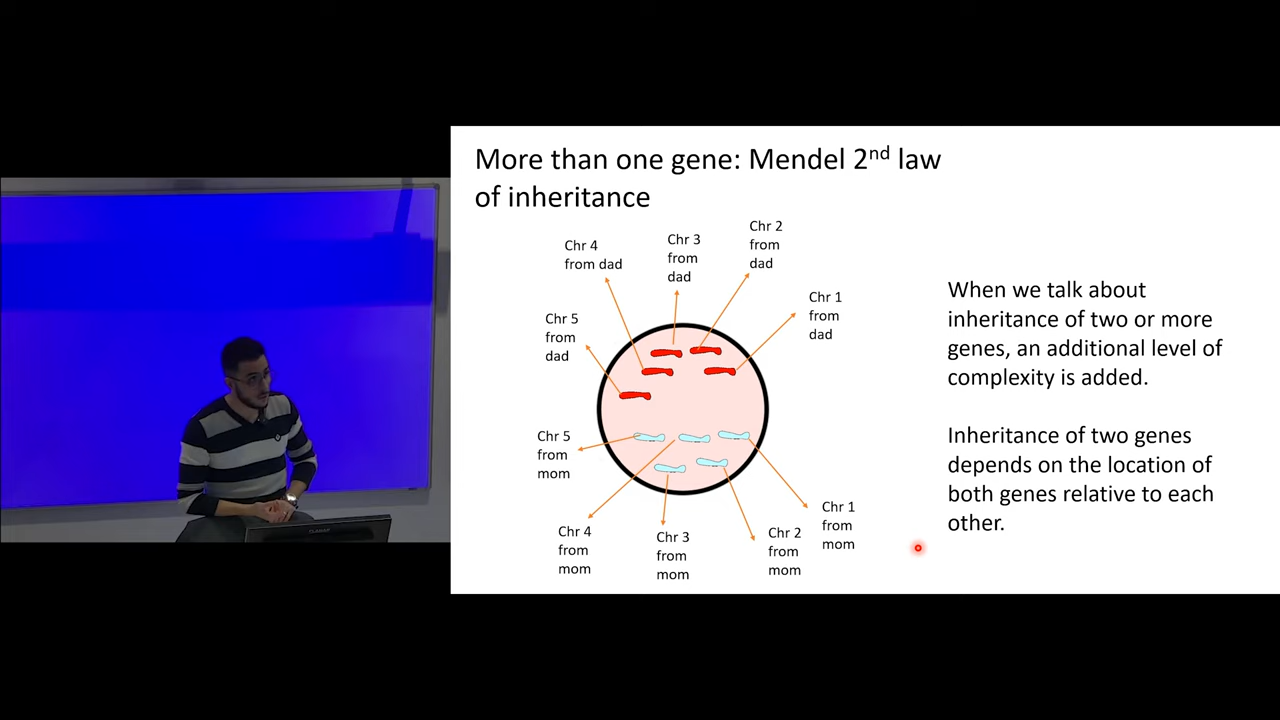 More than one gene: Mendel 2nd law
of inheritance
Chr 4
from dad
Chr 3
from
dad
Chr 2
from
dad
Chr 1
from
dad
Chr 5
from
dad
Chr 5
from
mom
Chr 4
from
mom
Chr 3
from
mom
Chr 2
from
mom
Chr 1
from
mom
When we talk about
inheritance of two or more
genes, an additional level of
complexity is added.
Inheritance of two genes
depends on the location of
both genes relative to each
other.